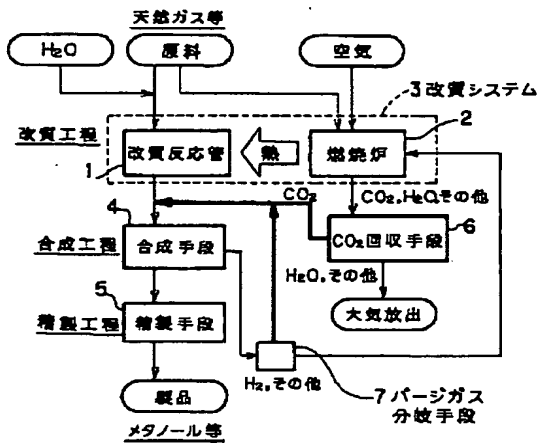 天然ガス等
H₂O
原料
空気
3 改質システム
改質工程
改質反応管
1
熱
燃焼炉
2
CO₂
CO₂.H₂O.その他
4
合成工程
合成手段
CO₂回収手段
6
H₂O.その他
5
精製工程
精製手段
大気放出
H₂.その他
7 パージガス
分岐手段
製品
メタノール等